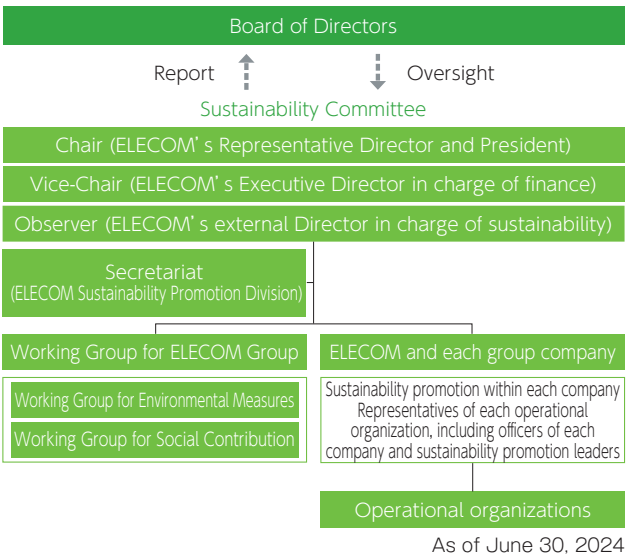 Board of Directors
Report
Oversight
Sustainability Committee
Chair (ELECOM’s Representative Director and President)
Vice-Chair (ELECOM’s Executive Director in charge of finance)
Observer (ELECOM’s external Director in charge of sustainability)
Secretariat
(ELECOM Sustainability Promotion Division)
Working Group for ELECOM Group
Working Group for Environmental Measures
Working Group for Social Contribution
ELECOM and each group company
Sustainability promotion within each company
Representatives of each operational
organization, including officers of each
company and sustainability promotion leaders
Operational organizations
As of June 30, 2024